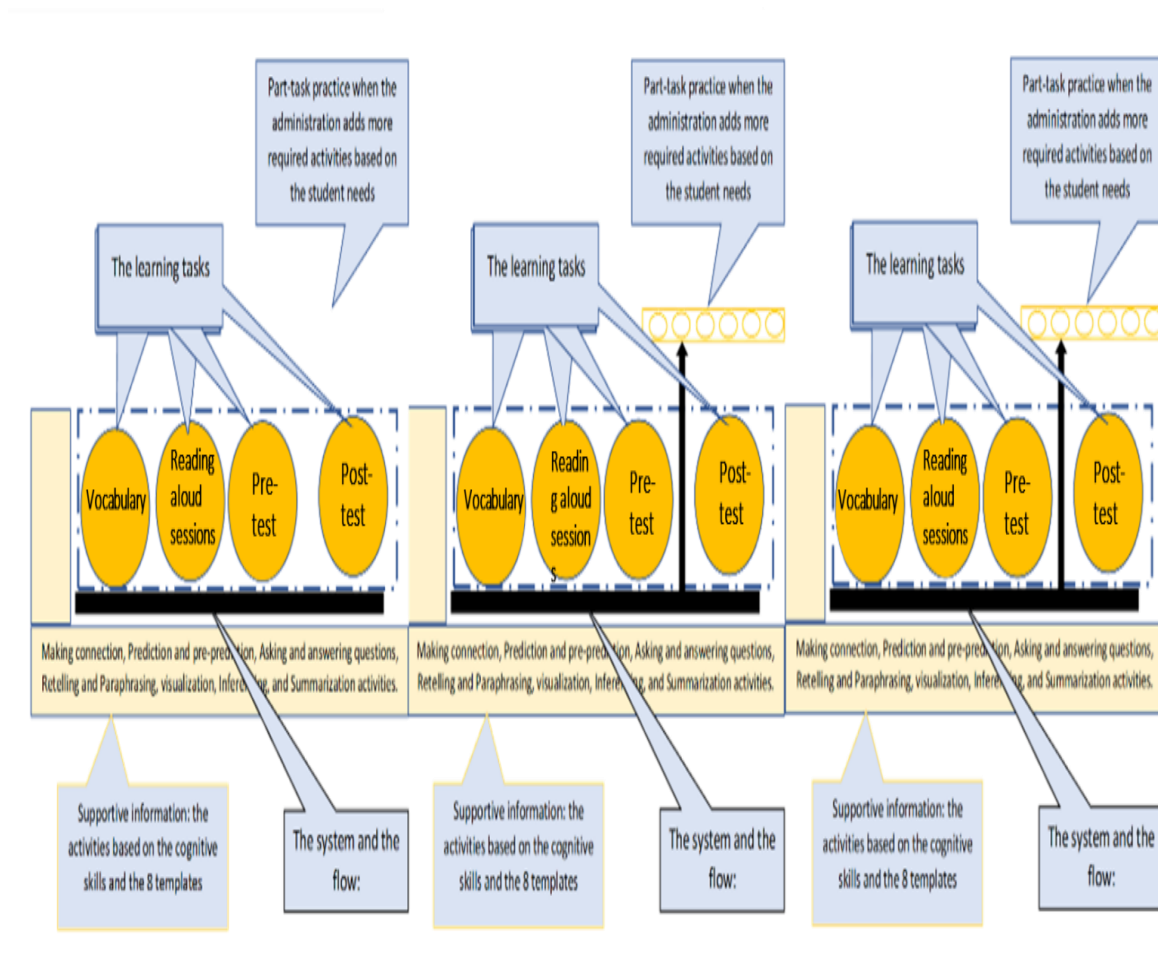 Part-task practice when the
administration adds more
required activities based on
the student needs
The learning tasks
Vocabulary
Reading
aloud
sessions
Pre-
test
Post-
test
Making connection, Prediction and pre-prediction, Asking and answering questions,
Retelling and Paraphrasing, visualization, Inferencing, and Summarization activities.
Supportive information: the
activities based on the cognitive
skills and the 8 templates
The system and the
flow:
Part-task practice when the
administration adds more
required activities based on
the student needs
The learning tasks
Vocabulary
Readin
g aloud
session
s
Pre-
test
Post-
test
Making connection, Prediction and pre-prediction, Asking and answering questions,
Retelling and Paraphrasing, visualization, Inferencing, and Summarization activities.
Supportive information: the
activities based on the cognitive
skills and the 8 templates
The system and the
flow:
Part-task practice when the
administration adds more
required activities based on
the student needs
The learning tasks
Vocabulary
Reading
aloud
sessions
Pre-
test
Post-
test
Making connection, Prediction and pre-prediction, Asking and answering questions,
Retelling and Paraphrasing, visualization, Inferencing, and Summarization activities.
Supportive information: the
activities based on the cognitive
skills and the 8 templates
The system and the
flow: